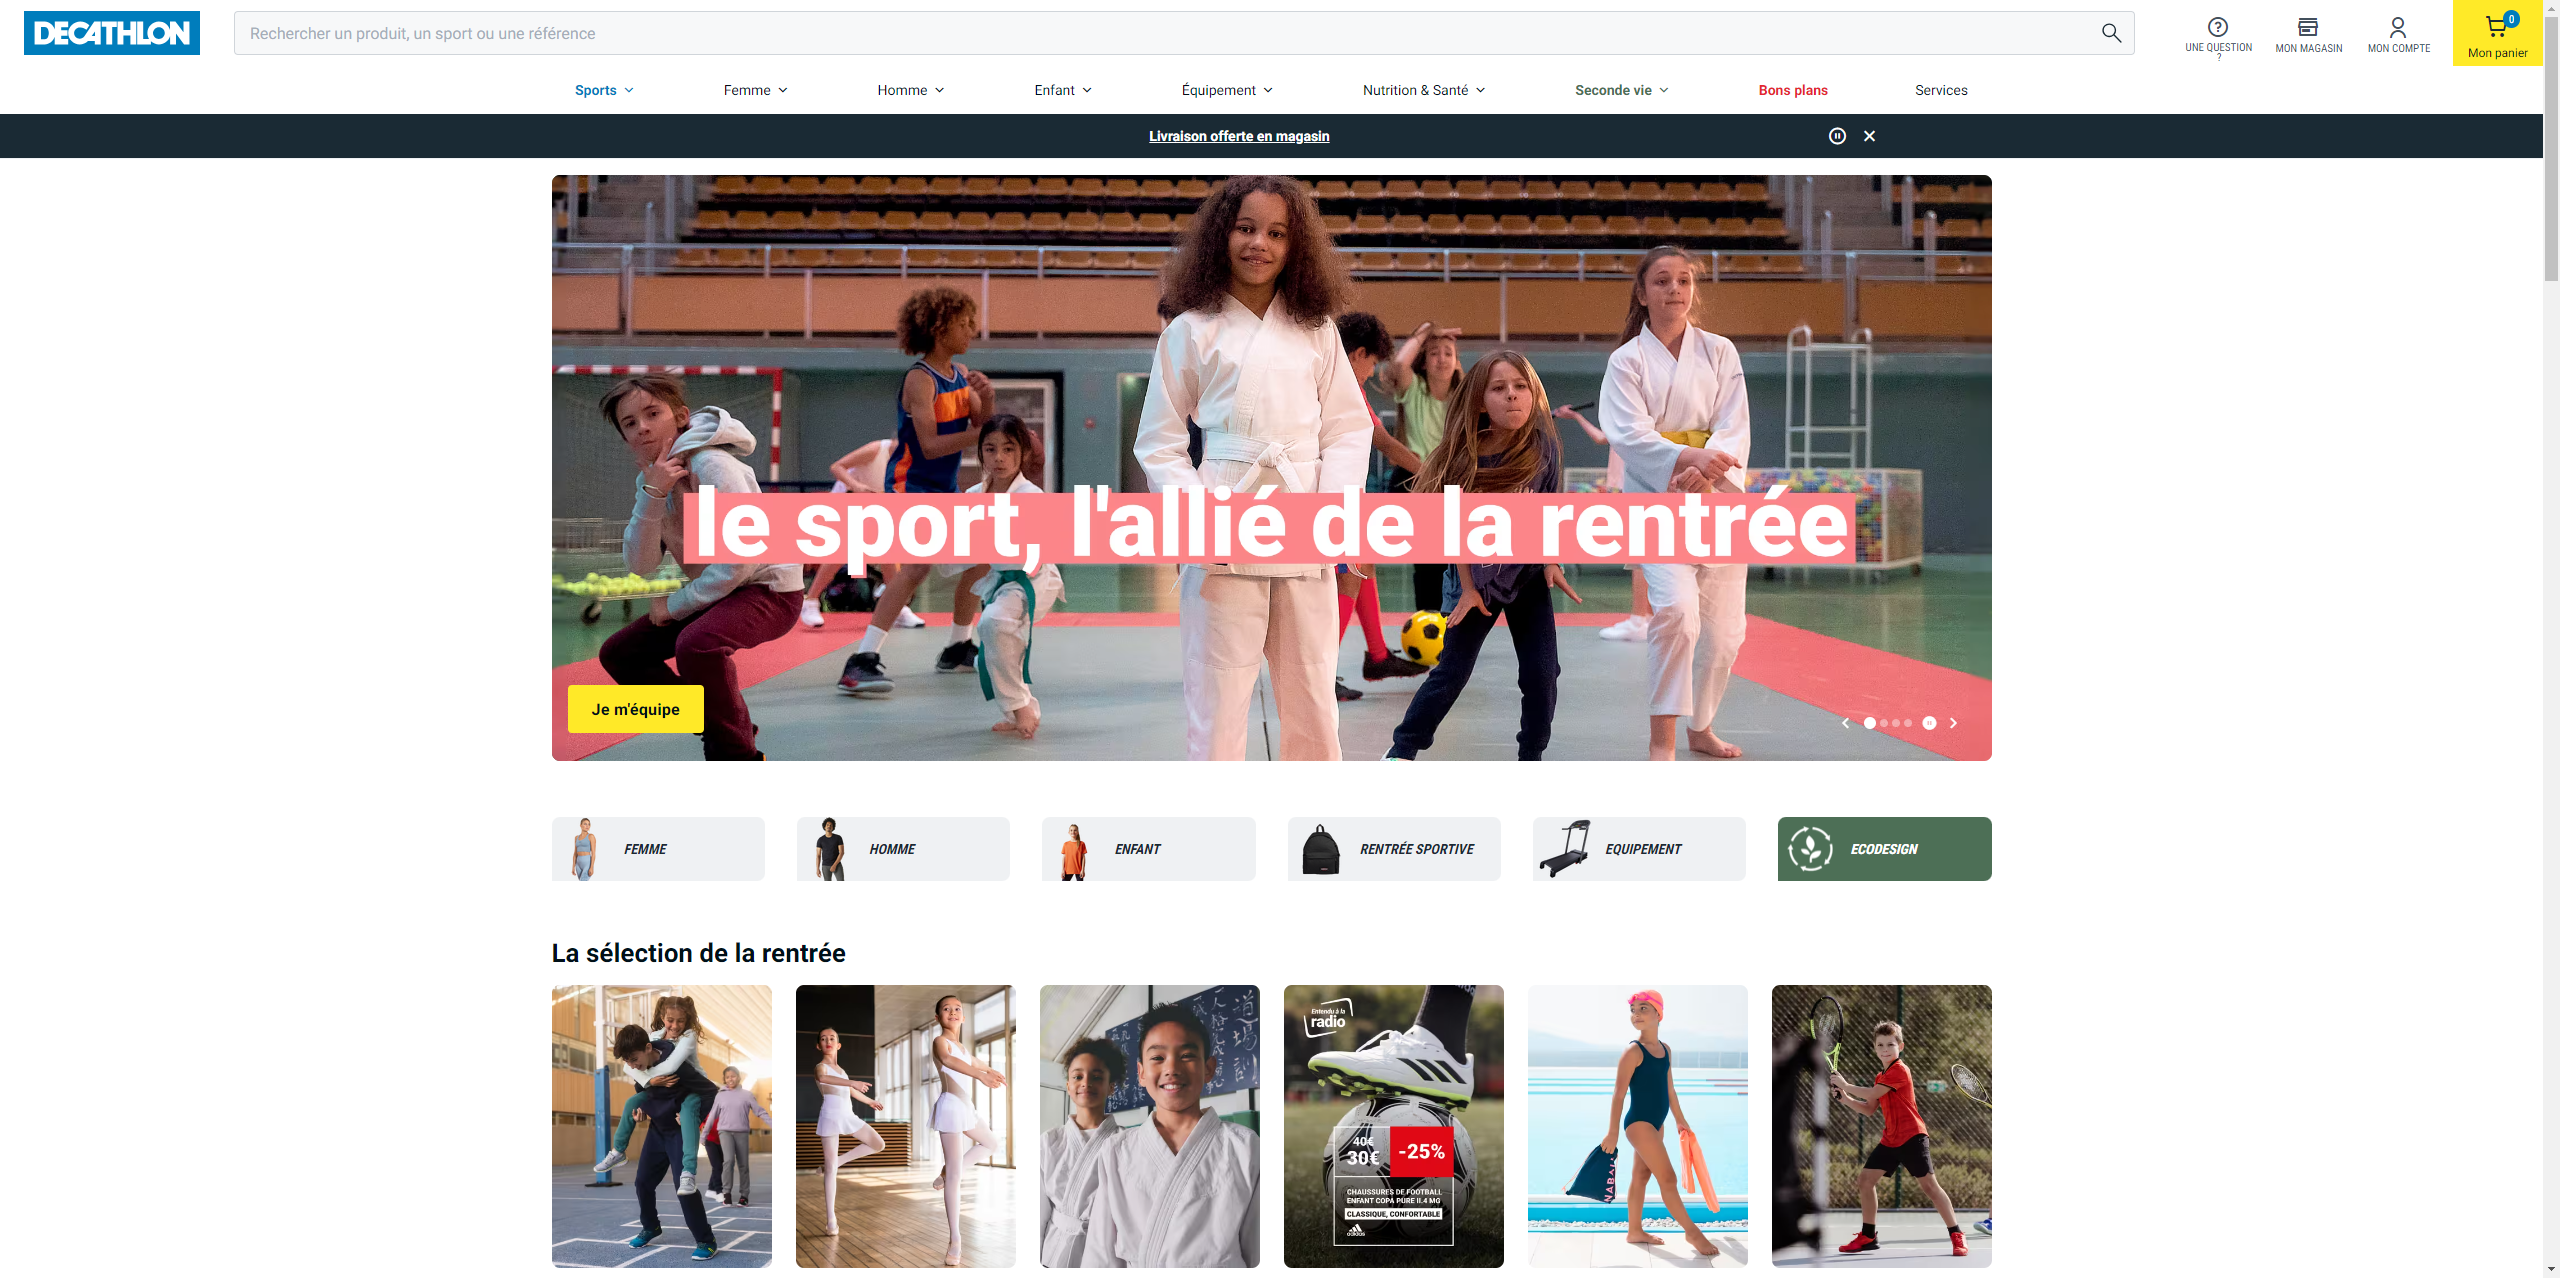 DECATHLON
Rechercher un produit, un sport ou une référence
UNE QUESTION
?
MON MAGASIN
MON COMPTE
0
Mon panier
Sports
Femme
Homme
Enfant
Équipement
Nutrition & Santé
Seconde vie
Bons plans
Services
Livraison offerte en magasin
le sport, l'allié de la rentrée
Je m'équipe
FEMME
HOMME
ENFANT
RENTRÉE SPORTIVE
EQUIPEMENT
ECODESIGN
La sélection de la rentrée
Entendu à la
radio
40€
30€
-25%
CHAUSSURES DE FOOTBALL
ENFANT COPA PURE II.4 MG
CLASSIQUE, CONFORTABLE
adidas
NABAIJI